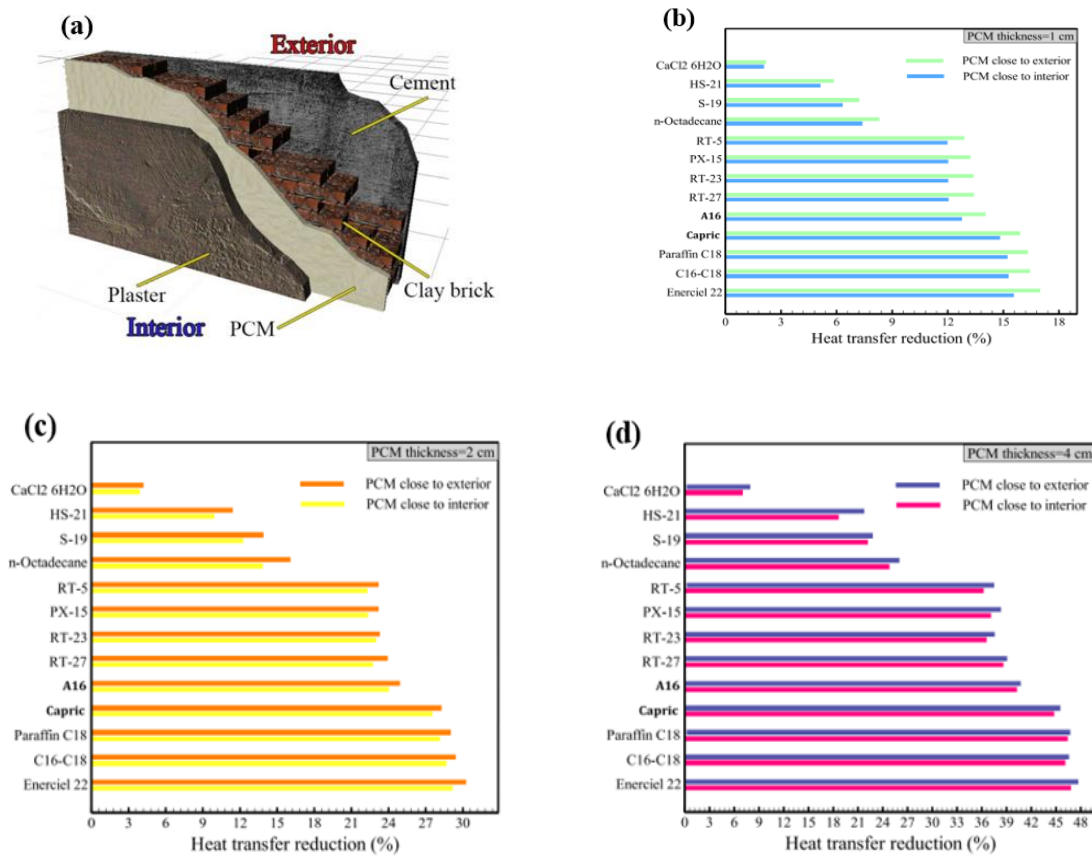 (a)
Exterior
Cement
Clay brick
PCM
Plaster
Interior
(b)
PCM thickness=1 cm
PCM close to exterior
PCM close to interior
CaCl2 6H2O
HS-21
S-19
n-Octadecane
RT-5
PX-15
RT-23
RT-27
A16
Capric
Paraffin C18
C16-C18
Enerciel 22
0 3 6 9 12 15 18
Heat transfer reduction (%)
(c)
PCM thickness=2 cm
PCM close to exterior
PCM close to interior
CaCl2 6H2O
HS-21
S-19
n-Octadecane
RT-5
PX-15
RT-23
RT-27
A16
Capric
Paraffin C18
C16-C18
Enerciel 22
0 3 6 9 12 15 18 21 24 27 30
Heat transfer reduction (%)
(d)
PCM thickness=4 cm
PCM close to exterior
PCM close to interior
CaCl2 6H2O
HS-21
S-19
n-Octadecane
RT-5
PX-15
RT-23
RT-27
A16
Capric
Paraffin C18
C16-C18
Enerciel 22
0 3 6 9 12 15 18 21 24 27 30 33 36 39 42 45 48
Heat transfer reduction (%)